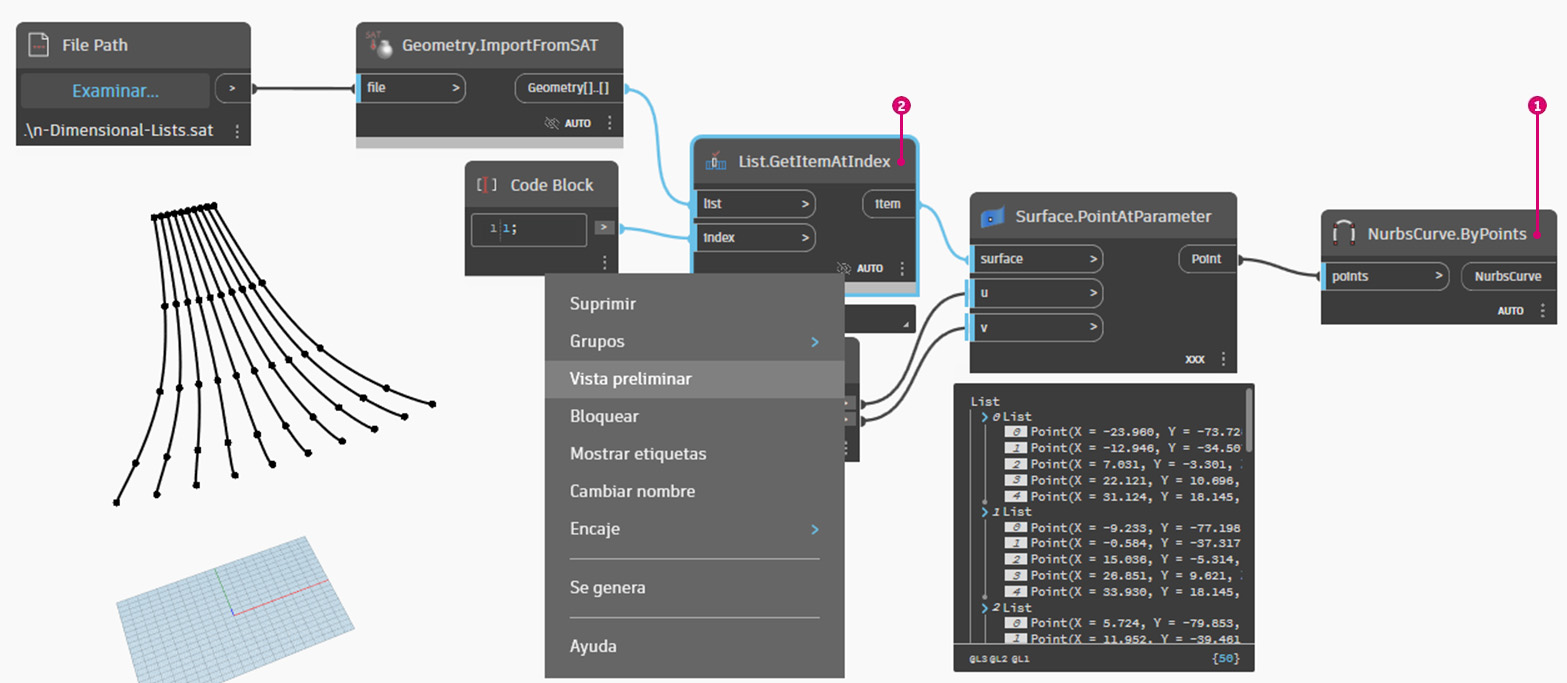 File Path
Examinar...
>
.\n-Dimensional-Lists.sat
SAT
Geometry.ImportFromSAT
file >
Geometry[]..[]
AUTO
2
1
Code Block
1 1;
>
List.GetItemAtIndex
list >
item
index >
AUTO
Surface.PointAtParameter
surface >
Point
u >
v >
xxx
NurbsCurve.ByPoints
points >
NurbsCurve
AUTO
Suprimir
Grupos >
Vista preliminar
Bloquear
Mostrar etiquetas
Cambiar nombre
Encaje >
Se genera
Ayuda
List
0 List
0 Point(X = -23.960, Y = -73.72
1 Point(X = -12.946, Y = -34.50
2 Point(X = 7.031, Y = -3.301,
3 Point(X = 22.121, Y = 10.696,
4 Point(X = 31.124, Y = 18.145,
1 List
0 Point(X = -9.233, Y = -77.198
1 Point(X = -0.584, Y = -37.317
2 Point(X = 15.036, Y = -5.314,
3 Point(X = 26.851, Y = 9.621,
4 Point(X = 33.930, Y = 18.145,
2 List
0 Point(X = 5.724, Y = -79.853,
1 Point(X = 11.952, Y = -39.461
@L3 @L2 @L1
{50}